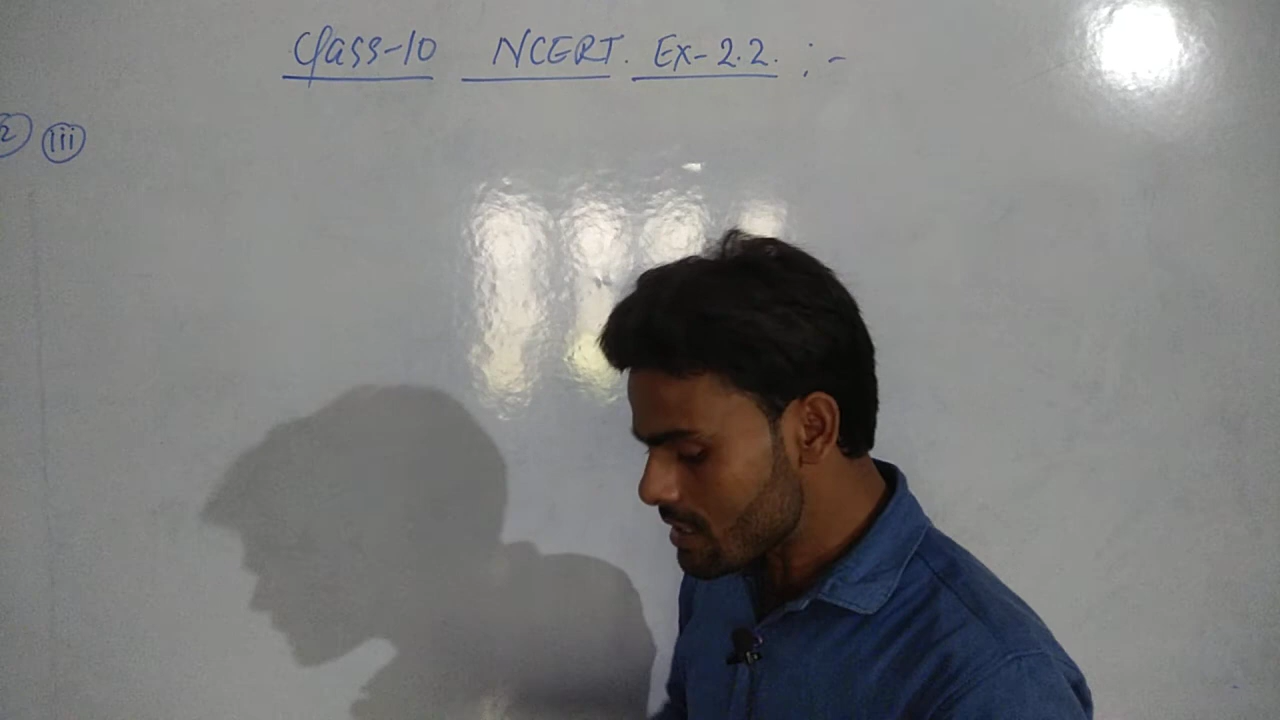 Class-10 NCERT. Ex-2.2. :-
2 iii